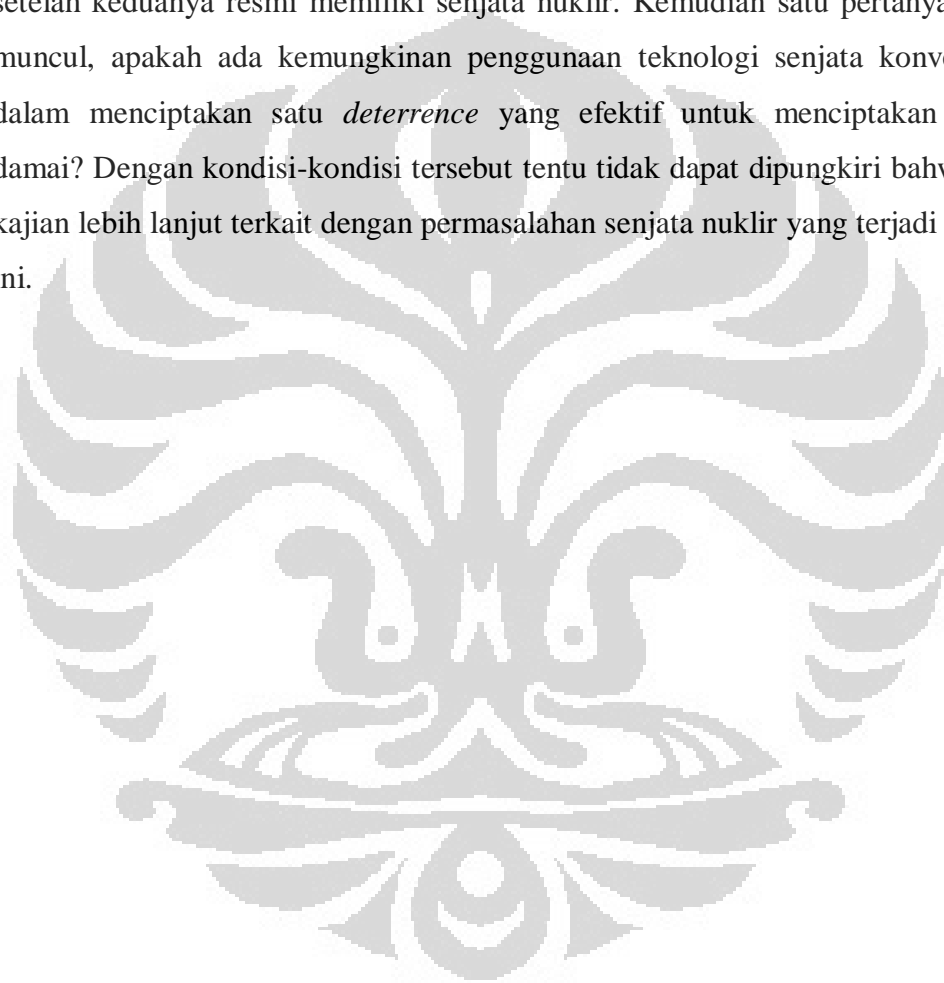 setelah keduanya resmi memiliki senjata nuklir. Kemudian satu pertanya
muncul, apakah ada kemungkinan penggunaan teknologi senjata konve
dalam menciptakan satu deterrence yang efektif untuk menciptakan
damai? Dengan kondisi-kondisi tersebut tentu tidak dapat dipungkiri bahw
kajian lebih lanjut terkait dengan permasalahan senjata nuklir yang terjadi
ini.